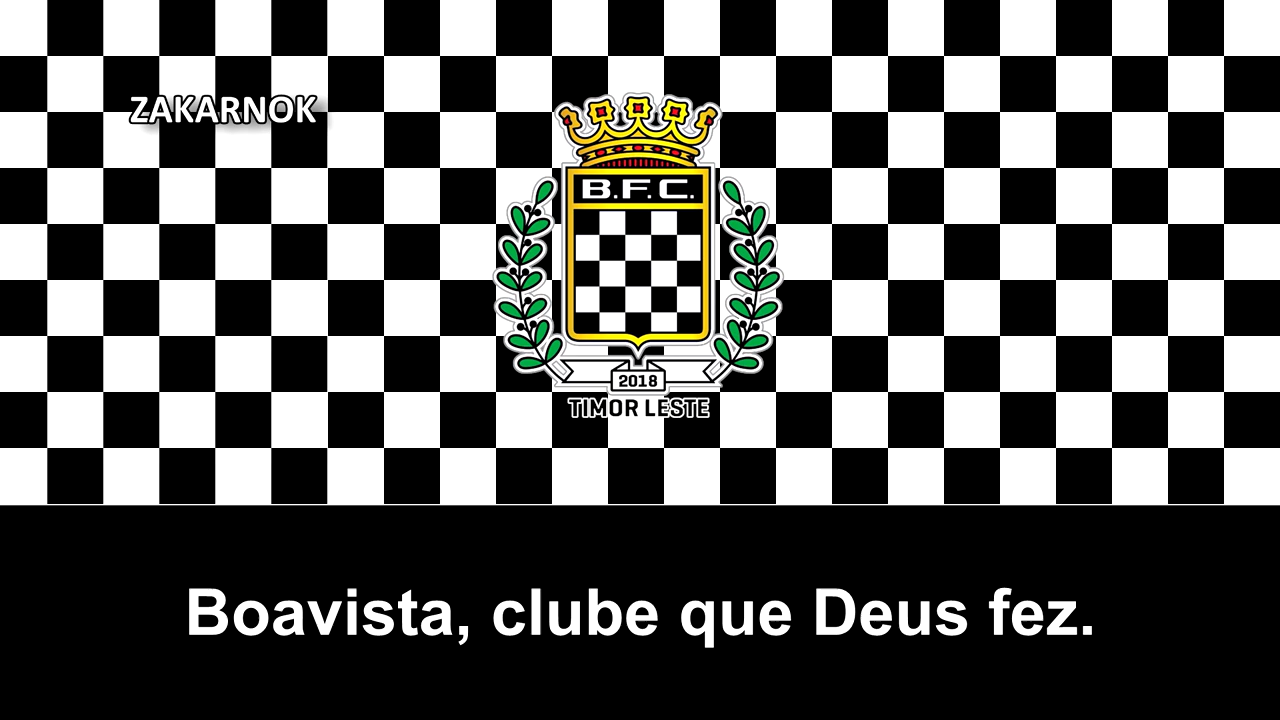 ZAKARNOK
B.F.C.
2018
TIMOR LESTE
Boavista, clube que Deus fez.